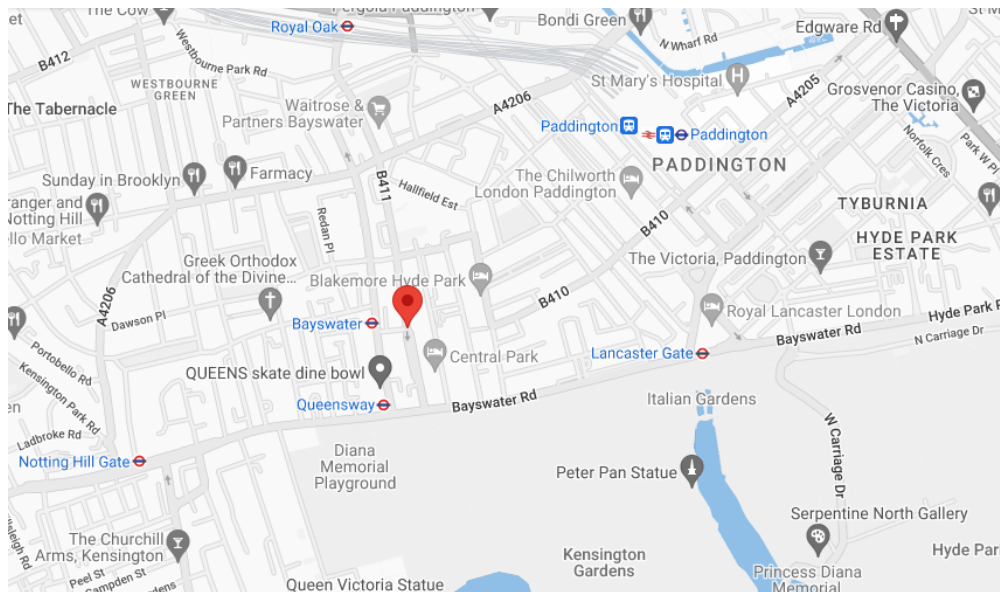 et
The Cow
Pergola Paddington
Royal Oak
Bondi Green
N Wharf Rd
Edgware Rd
B412
Westbourne Park Rd
WESTBOURNE
GREEN
St Mary's Hospital
A4205
The Tabernacle
Waitrose &
Partners Bayswater
A4206
Grosvenor Casino,
The Victoria
Paddington
Paddington
Norfolk Cres
Park W Pl
PADDINGTON
Sunday in Brooklyn
Farmacy
B411
Hallfield Est
The Chilworth
London Paddington
ranger and
Notting Hill
llo Market
Redan Pl
B410
TYBURNIA
HYDE PARK
ESTATE
Greek Orthodox
Cathedral of the Divine...
Blakemore Hyde Park
The Victoria, Paddington
A4206
Dawson Pl
B410
Royal Lancaster London
Hyde Park
Bayswater
Bayswater Rd
N Carriage Dr
Portobello Rd
Central Park
Lancaster Gate
Kensington Park Rd
QUEENS skate dine bowl
en
Queensway
Bayswater Rd
Italian Gardens
Ladbroke Rd
W Carriage Dr
Notting Hill Gate
Diana
Memorial
Playground
Peter Pan Statue
Serpentine North Gallery
The Churchill
Arms, Kensington
Kensington
Gardens
Hyde Par
Peel St
Campden St
Queen Victoria Statue
Princess Diana
Memorial